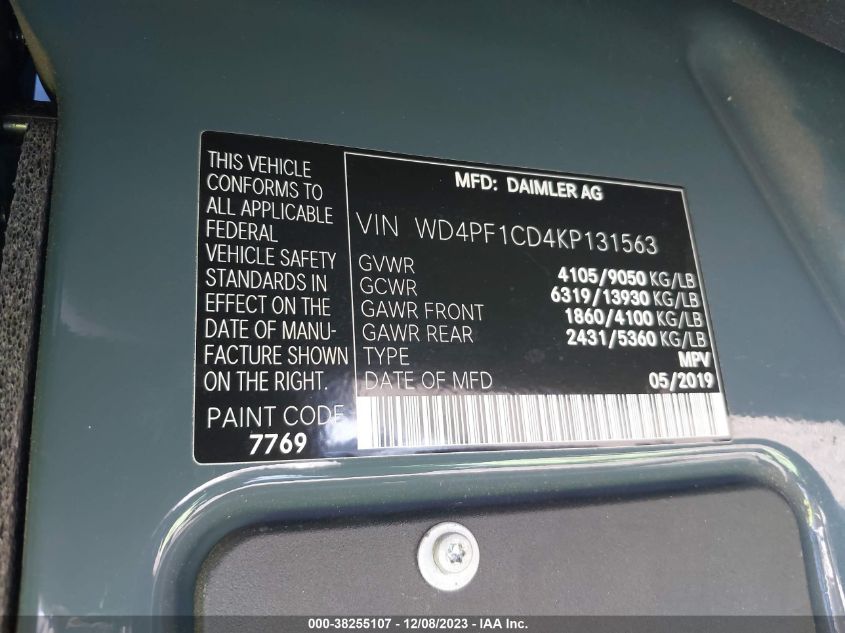 THIS VEHICLE
CONFORMS TO
ALL APPLICABLE
FEDERAL
VEHICLE SAFETY
STANDARDS IN
EFFECT ON THE
DATE OF MANU-
FACTURE SHOWN
ON THE RIGHT.
PAINT CODE
7769
MFD: DAIMLER AG
VIN WD4PF1CD4KP131563
GVWR 4105/9050 KG/LB
GCWR 6319/13930 KG/LB
GAWR FRONT 1860/4100 KG/LB
GAWR REAR 2431/5360 KG/LB
TYPE MPV
DATE OF MFD 05/2019
000-38255107 - 12/08/2023 - IAA Inc.